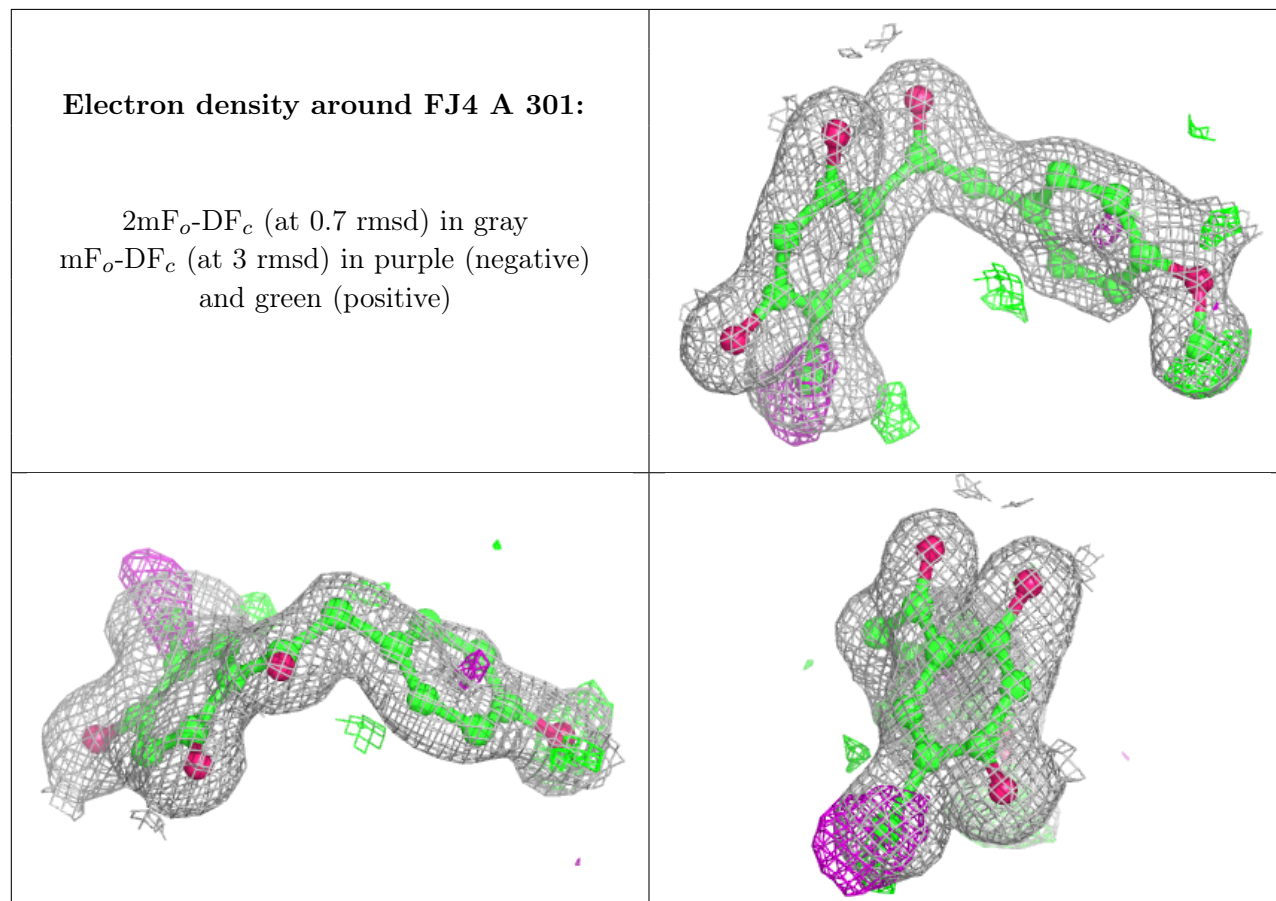 Electron density around FJ4 A 301:
2mFₒ-DF𝒸 (at 0.7 rmsd) in gray
mFₒ-DF𝒸 (at 3 rmsd) in purple (negative)
and green (positive)